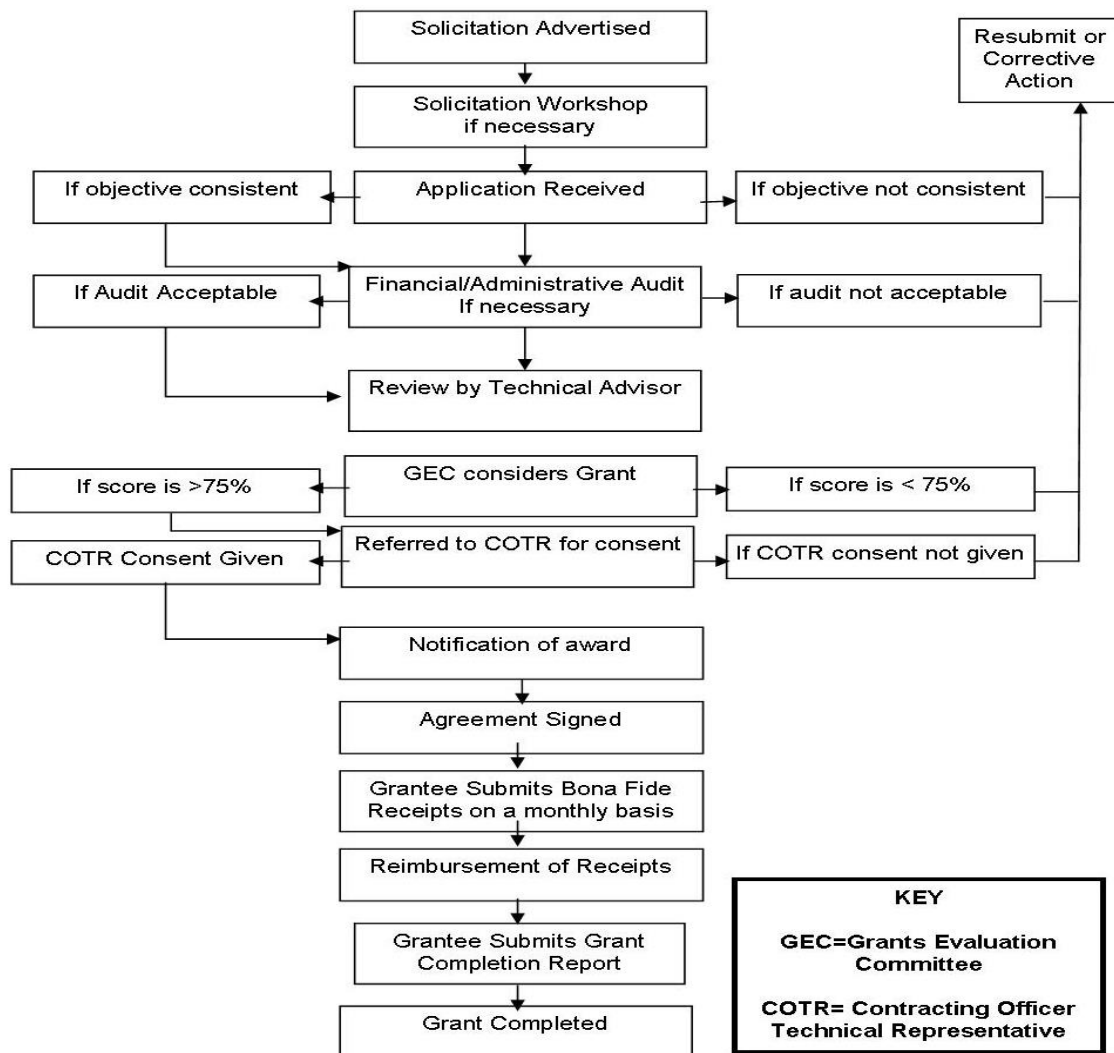 Solicitation Advertised
Resubmit or
Corrective
Action
Solicitation Workshop
if necessary
If objective consistent
Application Received
If objective not consistent
If Audit Acceptable
Financial/Administrative Audit
If necessary
If audit not acceptable
Review by Technical Advisor
If score is >75%
GEC considers Grant
If score is < 75%
COTR Consent Given
Referred to COTR for consent
If COTR consent not given
Notification of award
Agreement Signed
Grantee Submits Bona Fide
Receipts on a monthly basis
Reimbursement of Receipts
Grantee Submits Grant
Completion Report
Grant Completed
KEY
GEC=Grants Evaluation
Committee
COTR= Contracting Officer
Technical Representative